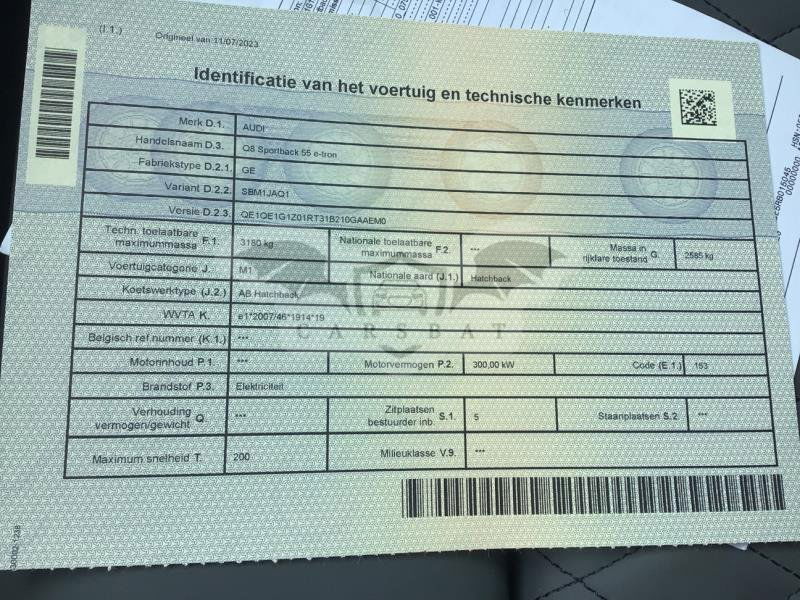 (I.1.) Origineel van 11/07/2023
Identificatie van het voertuig en technische kenmerken
Merk D.1. AUDI
Handelsnaam D.3. Q8 Sportback 55 e-tron
Fabriekstype D.2.1. GE
Variant D.2.2. SBM1JAQ1
Versie D.2.3. QE1QE1G1Z01RT31B210GAAEM0
Techn. toelaatbare maximummassa F.1. 3180 kg Nationale toelaatbare maximummassa F.2. *** Massa in rijklare toestand G. 2585 kg
Voertuigcategorie J. M1 Nationale aard (J.1.) Hatchback
Koetswerktype (J.2.) AB Hatchback
WVTA K. e1*2007/46*1914*19
CARSBAT
Belgisch ref.nummer (K.1.) ***
Motorinhoud P.1. *** Motorvermogen P.2. 300,00 kW Code (E.1.) 153
Brandstof P.3. Elektriciteit
Verhouding vermogen/gewicht Q. *** Zitplaatsen bestuurder inb. S.1. 5 Staanplaatsen S.2. ***
Maximum snelheid T. 200 Milieuklasse V.9. ***